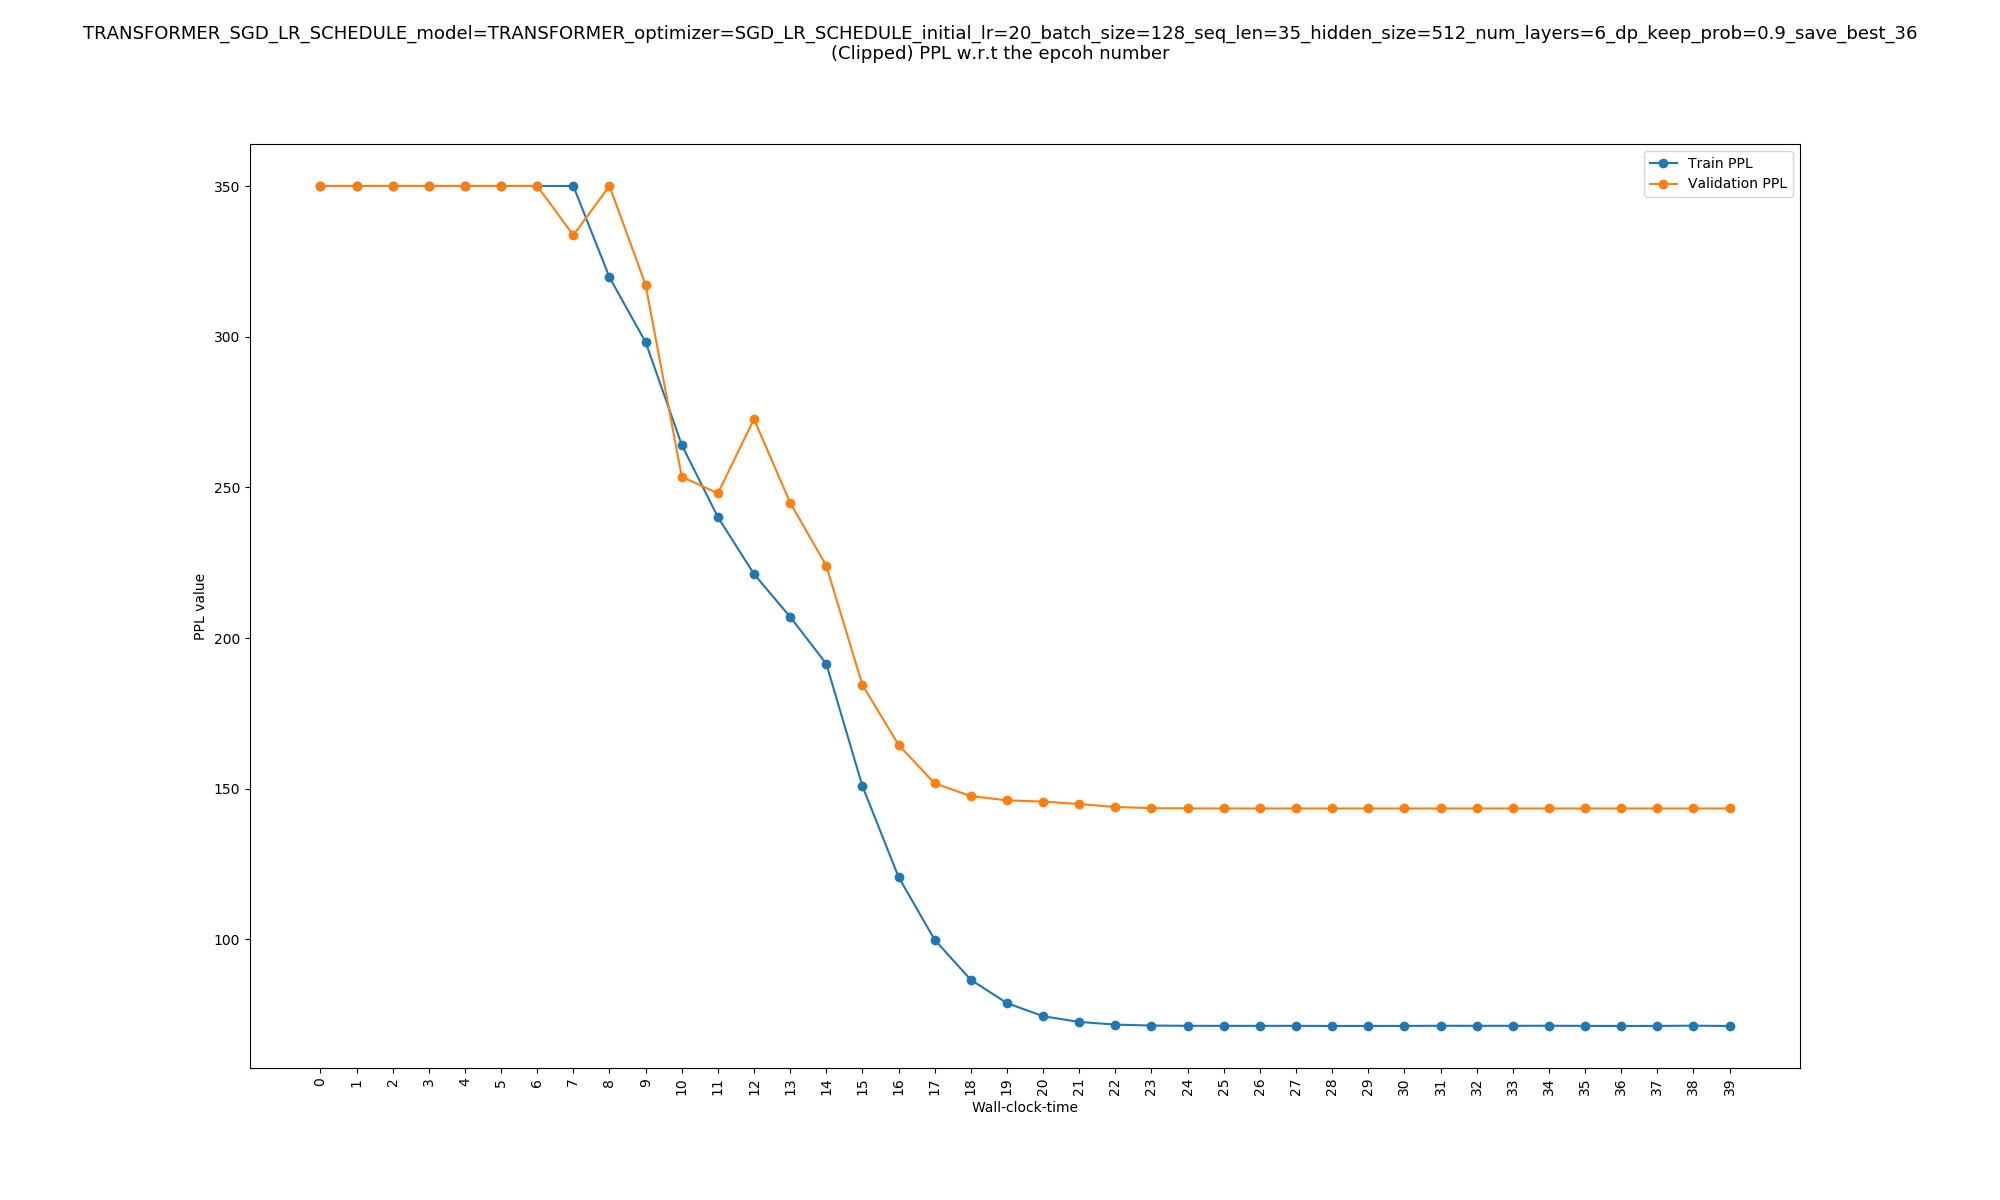 TRANSFORMER_SGD_LR_SCHEDULE_model=TRANSFORMER_optimizer=SGD_LR_SCHEDULE_initial_lr=20_batch_size=128_seq_len=35_hidden_size=512_num_layers=6_dp_keep_prob=0.9_save_best_36
(Clipped) PPL w.r.t the epcoh number
Train PPL
Validation PPL
350
300
250
200
150
100
PPL value
0 1 2 3 4 5 6 7 8 9 10 11 12 13 14 15 16 17 18 19 20 21 22 23 24 25 26 27 28 29 30 31 32 33 34 35 36 37 38 39
Wall-clock-time